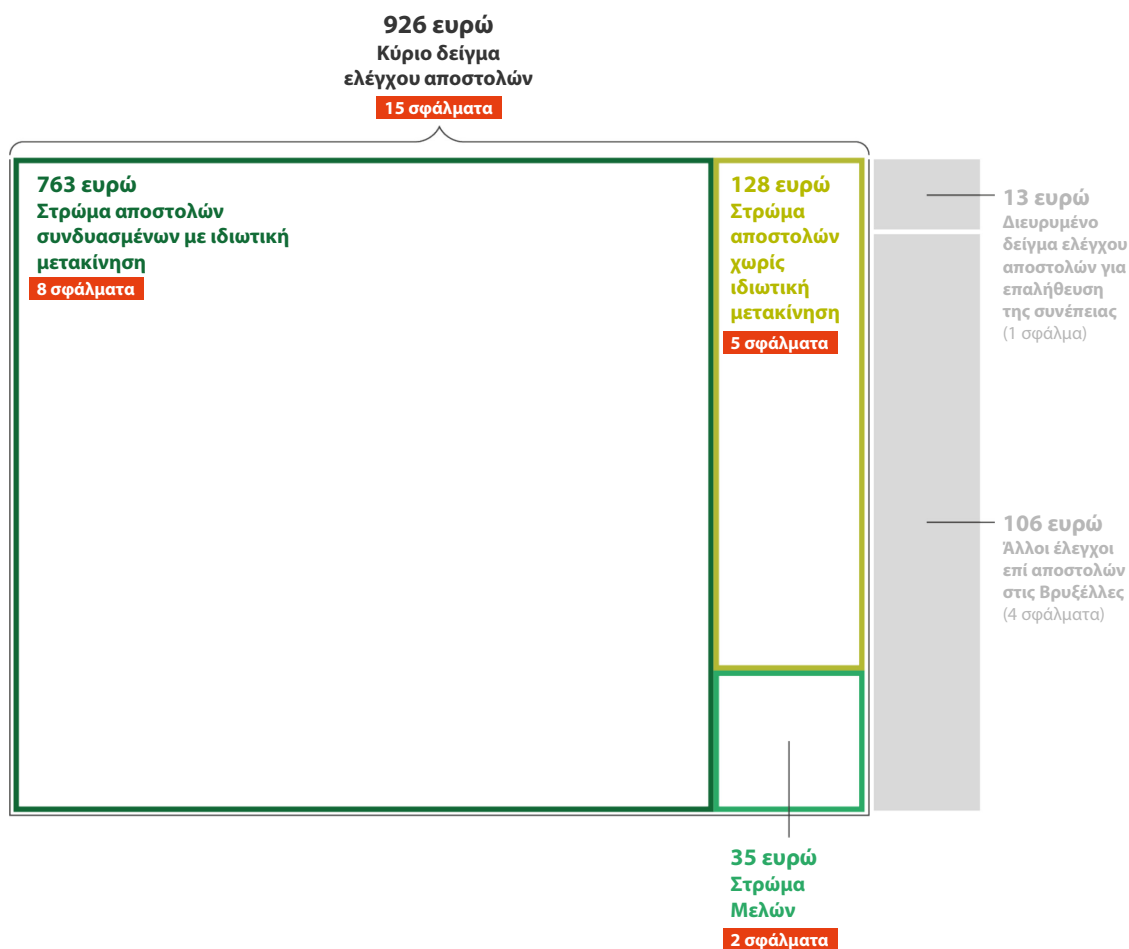 926 ευρώ
Κύριο δείγμα
ελέγχου αποστολών
15 σφάλματα
763 ευρώ
Στρώμα αποστολών
συνδυασμένων με ιδιωτική
μετακίνηση
8 σφάλματα
128 ευρώ
Στρώμα
αποστολών
χωρίς
ιδιωτική
μετακίνηση
5 σφάλματα
13 ευρώ
Διευρυμένο
δείγμα ελέγχου
αποστολών για
επαλήθευση
της συνέπειας
(1 σφάλμα)
106 ευρώ
Άλλοι έλεγχοι
επί αποστολών
στις Βρυξέλλες
(4 σφάλματα)
35 ευρώ
Στρώμα
Μελών
2 σφάλματα